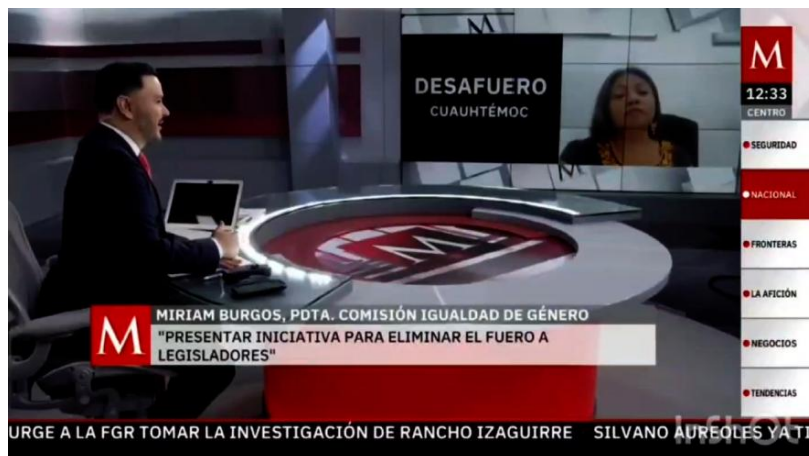 DESAFUERO
CUAUHTÉMOC
M
12:33
CENTRO
SEGURIDAD
NACIONAL
FRONTERAS
LA AFICIÓN
NEGOCIOS
TENDENCIAS
M
M
MIRIAM BURGOS, PDTA. COMISIÓN IGUALDAD DE GÉNERO
"PRESENTAR INICIATIVA PARA ELIMINAR EL FUERO A
LEGISLADORES"
URGE A LA FGR TOMAR LA INVESTIGACIÓN DE RANCHO IZAGUIRRE SILVANO AUREOLES YA TI
InShOt